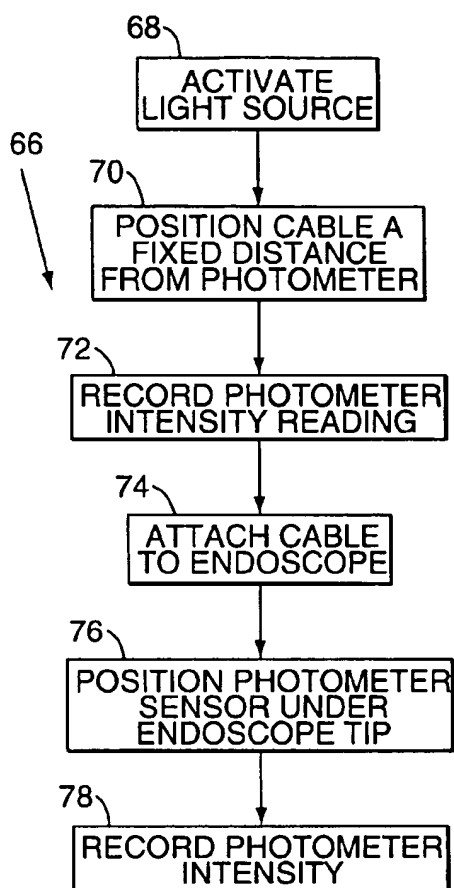 68
ACTIVATE
LIGHT SOURCE
66
70
POSITION CABLE A
FIXED DISTANCE
FROM PHOTOMETER
72
RECORD PHOTOMETER
INTENSITY READING
74
ATTACH CABLE
TO ENDOSCOPE
76
POSITION PHOTOMETER
SENSOR UNDER
ENDOSCOPE TIP
78
RECORD PHOTOMETER
INTENSITY